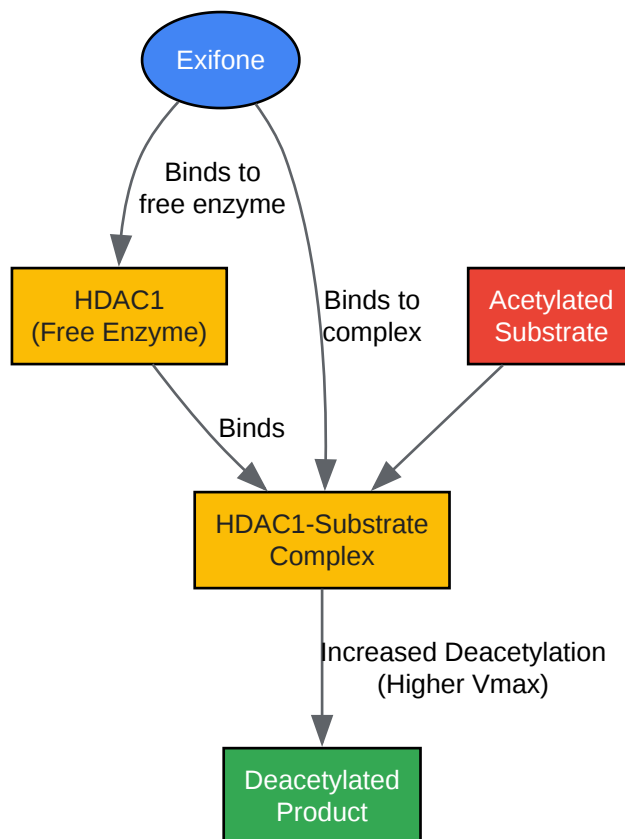 Exifone
Binds to
free enzyme
HDAC1
(Free Enzyme)
Binds to
complex
Acetylated
Substrate
Binds
HDAC1-Substrate
Complex
Increased Deacetylation
(Higher Vmax)
Deacetylated
Product